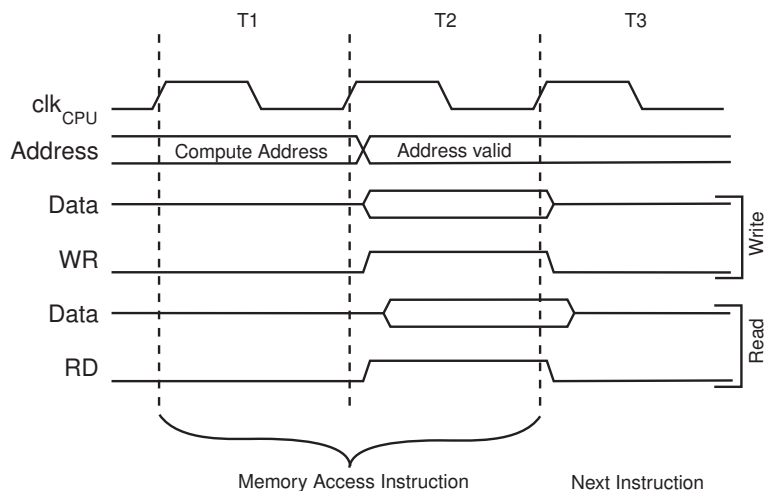 T1 T2 T3
clkCPU
Address Compute Address Address valid
Data
WR
Write
Data
RD
Read
Memory Access Instruction Next Instruction